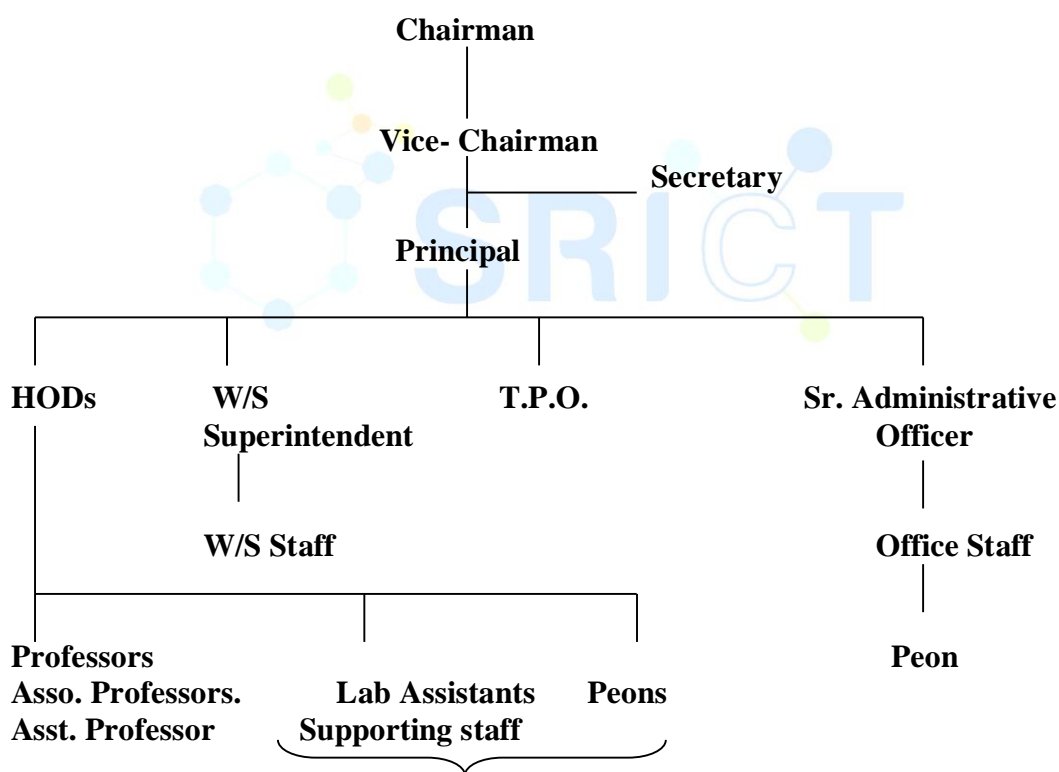 Chairman
Vice- Chairman
Secretary
SRICT
Principal
HODs W/S T.P.O. Sr. Administrative
Superintendent Officer
W/S Staff Office Staff
Professors Peon
Asso. Professors. Lab Assistants Peons
Asst. Professor Supporting staff